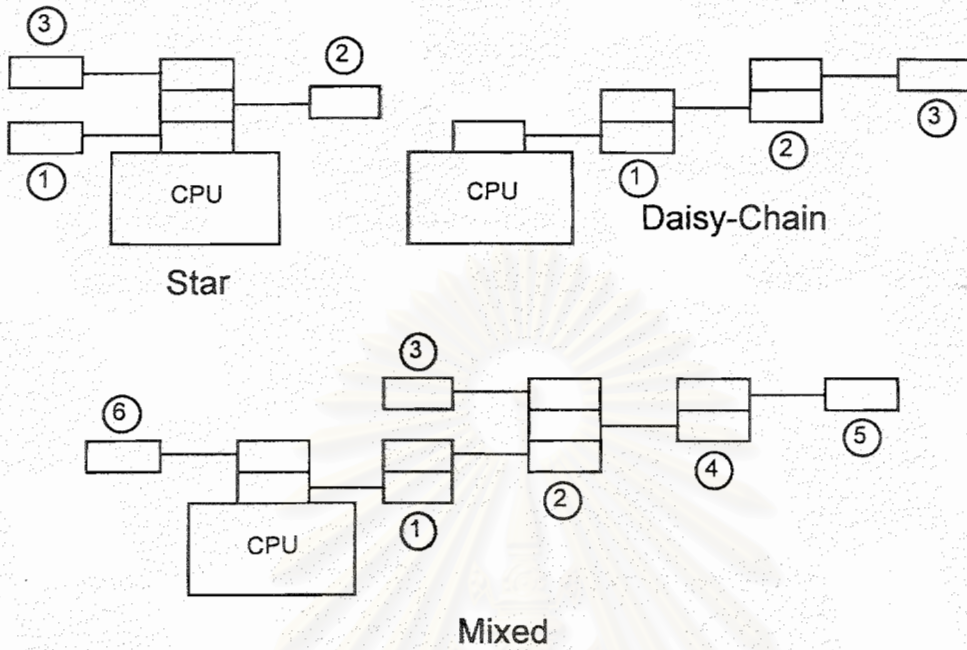 ③
②
①
CPU
Star
CPU
①
②
③
Daisy-Chain
③
⑥
①
②
④
⑤
CPU
Mixed